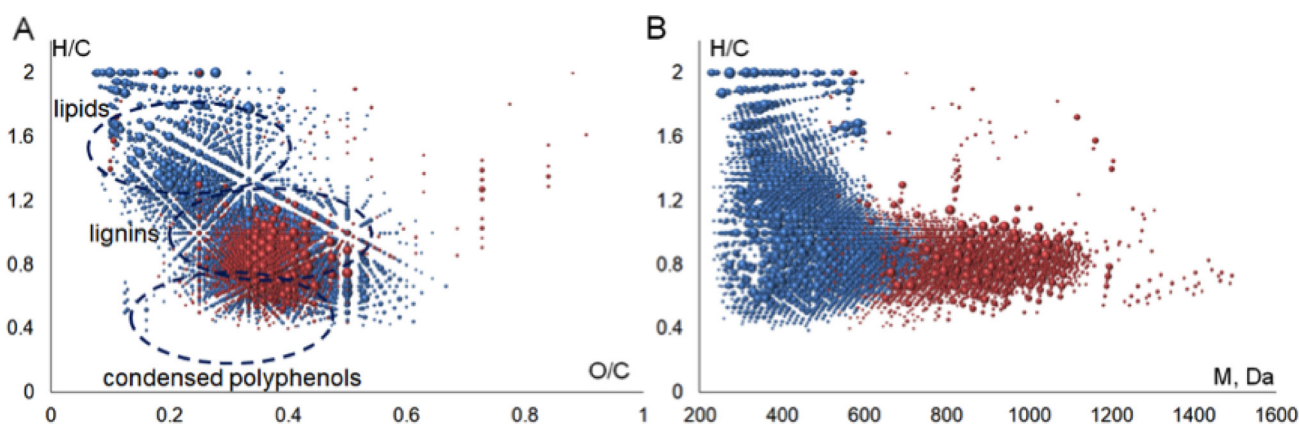 A
H/C
2
1.6
1.2
0.8
0.4
0
lipids
lignins
condensed polyphenols
O/C
0 0.2 0.4 0.6 0.8 1
B
H/C
2
1.6
1.2
0.8
0.4
0
M, Da
200 400 600 800 1000 1200 1400 1600